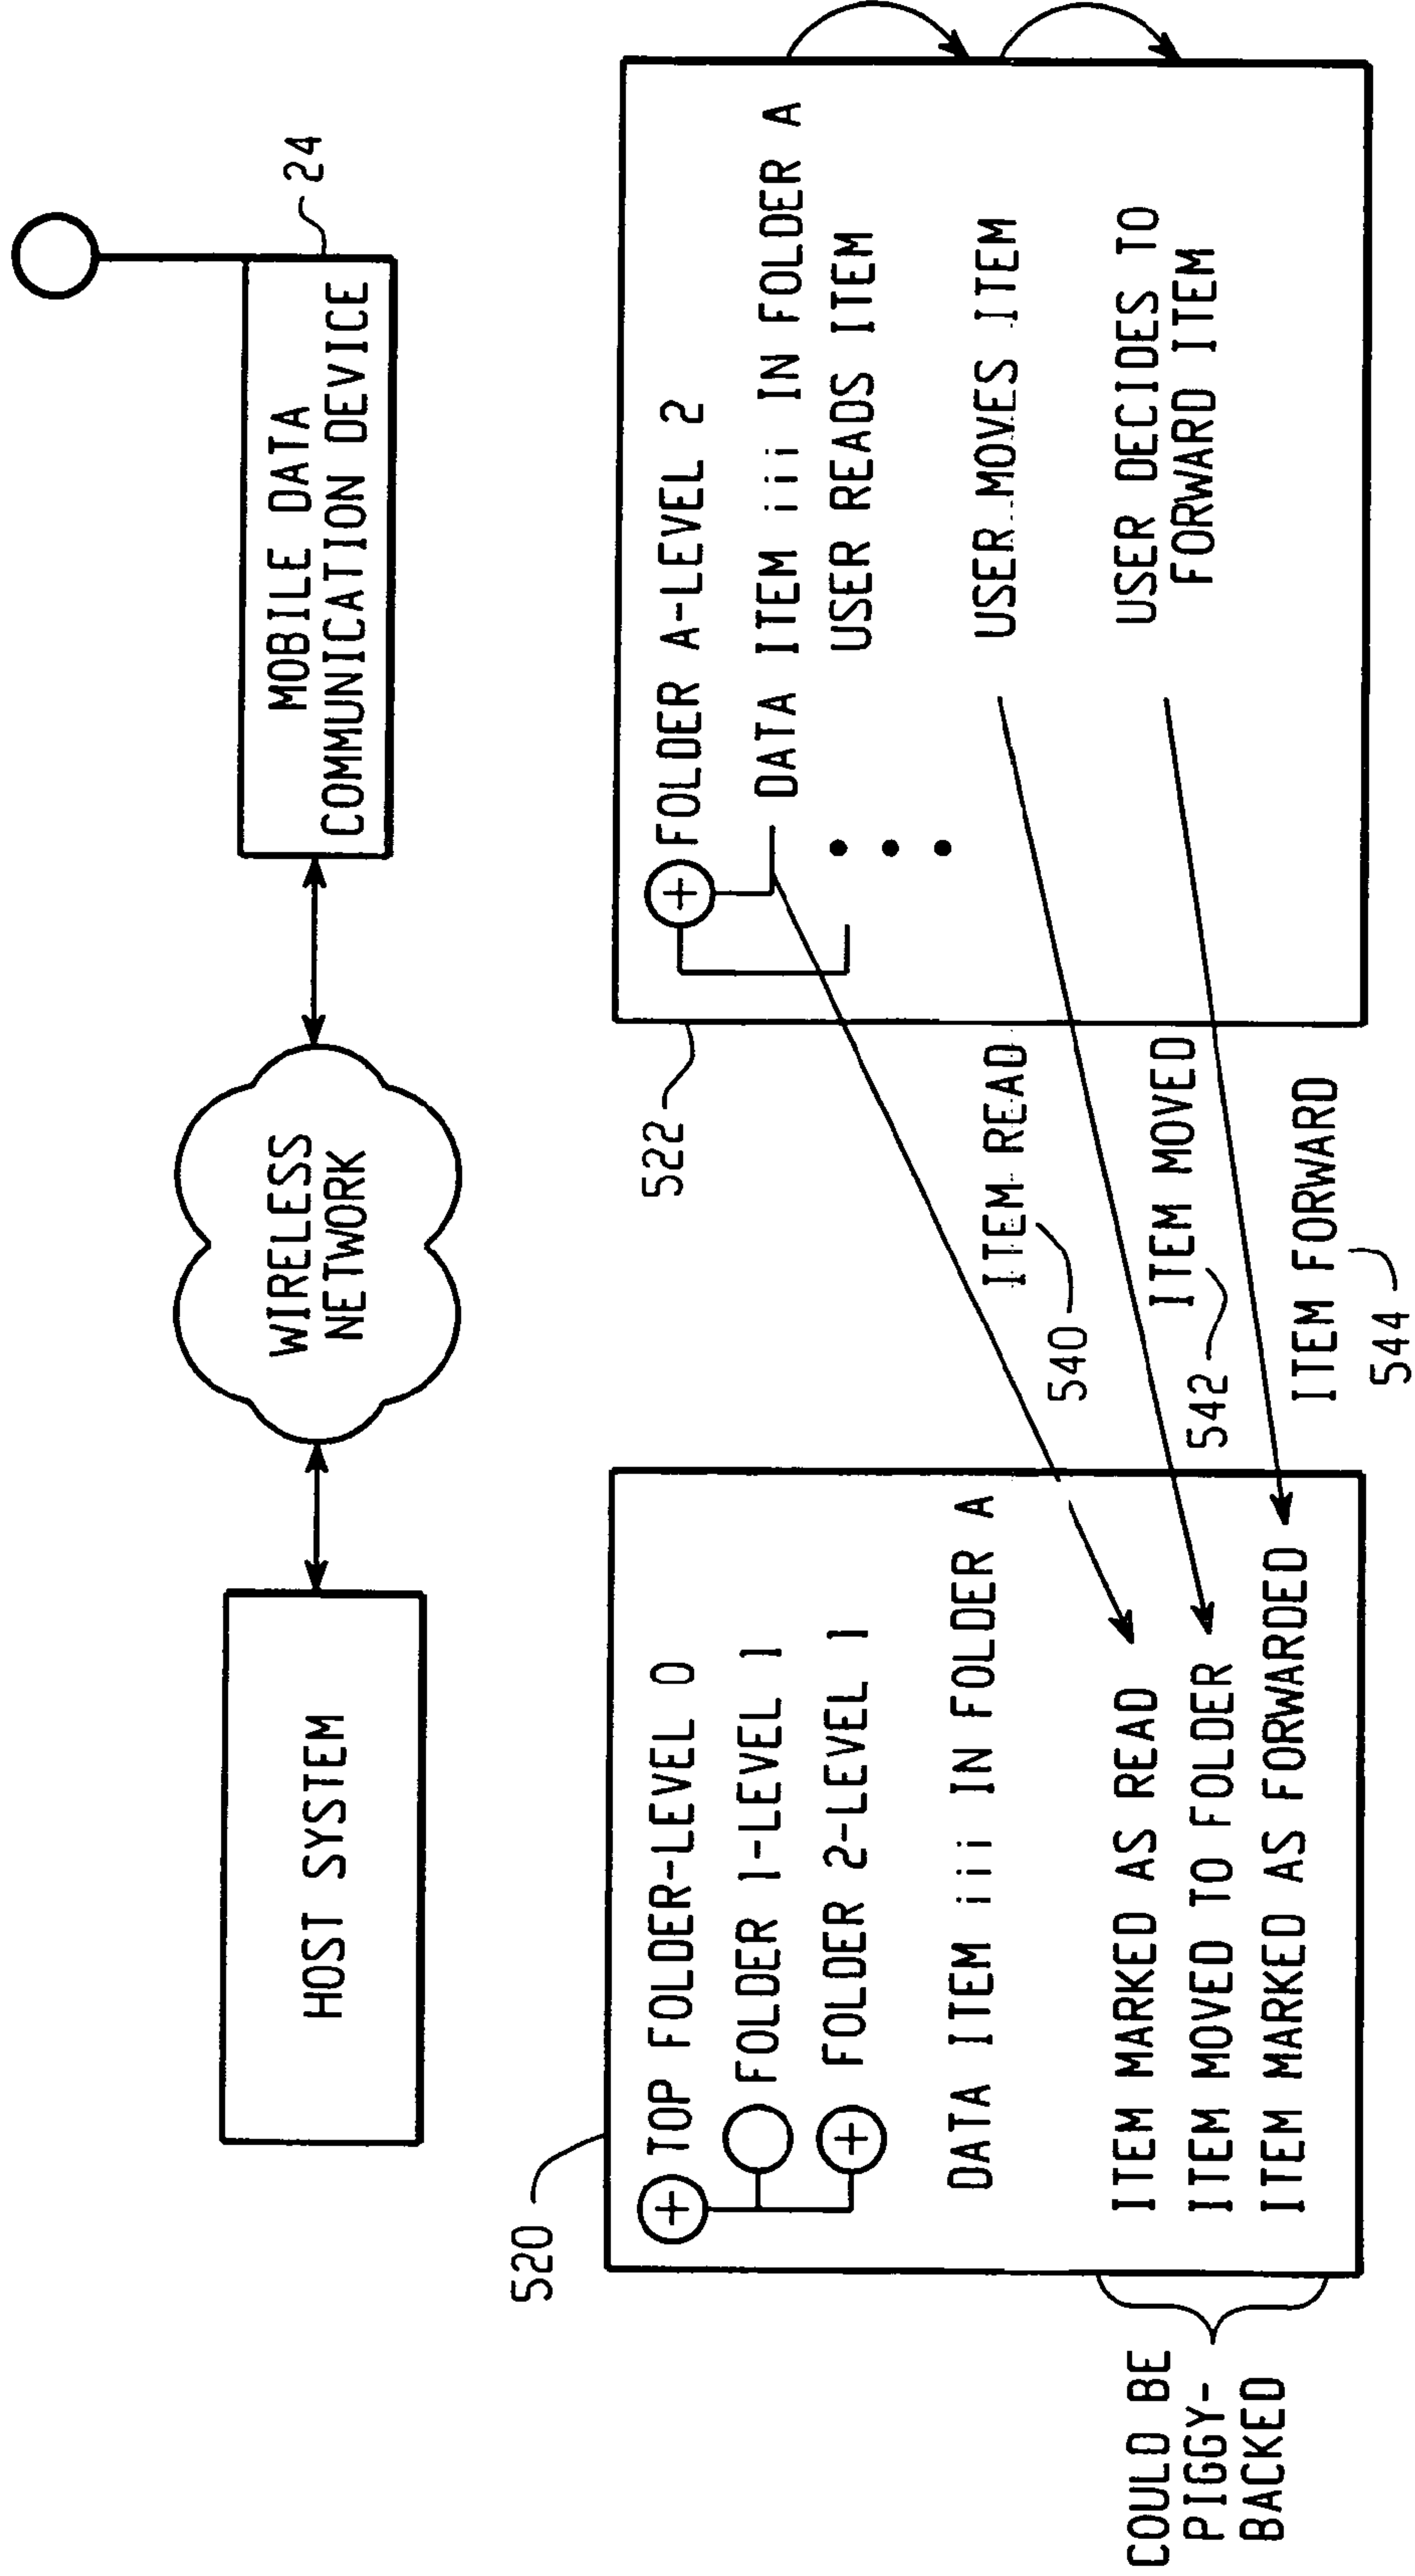 HOST SYSTEM
WIRELESS
NETWORK
MOBILE DATA
COMMUNICATION DEVICE
24
520
TOP FOLDER-LEVEL 0
FOLDER 1-LEVEL 1
FOLDER 2-LEVEL 1
DATA ITEM iii IN FOLDER A
ITEM MARKED AS READ
ITEM MOVED TO FOLDER
ITEM MARKED AS FORWARDED
COULD BE
PIGGY-
BACKED
522
FOLDER A-LEVEL 2
DATA ITEM iii IN FOLDER A
USER READS ITEM
USER MOVES ITEM
USER DECIDES TO
FORWARD ITEM
ITEM READ
540
ITEM MOVED
542
ITEM FORWARD
544